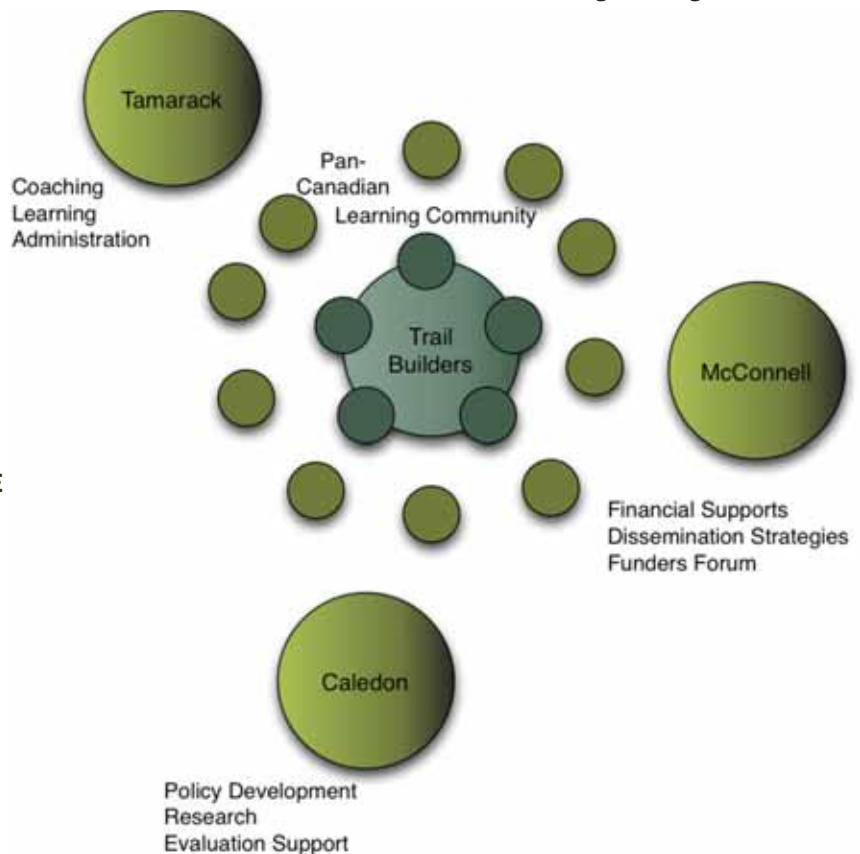 Tamarack
Coaching
Learning
Administration
Pan-
Canadian
Learning Community
Trail
Builders
McConnell
Financial Supports
Dissemination Strategies
Funders Forum
Caledon
Policy Development
Research
Evaluation Support